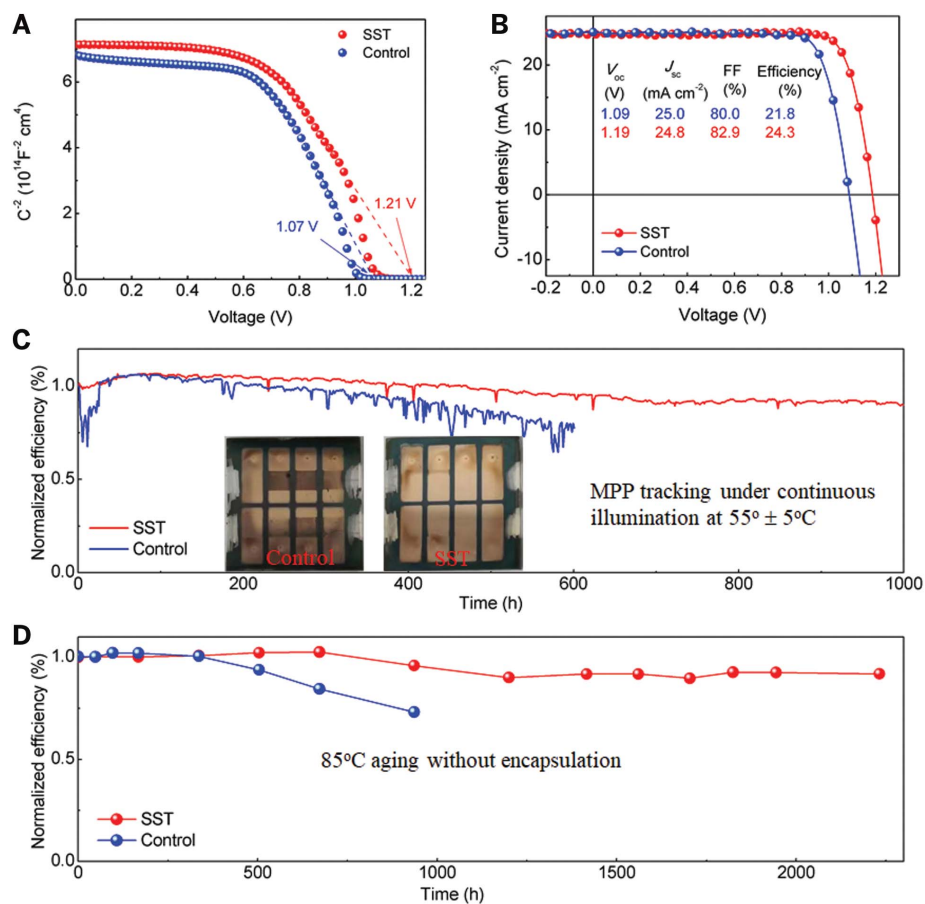 A
SST
Control
C⁻² (10¹⁴F⁻² cm⁴)
6
4
2
0
1.07 V
1.21 V
0.0
0.2
0.4
0.6
0.8
1.0
1.2
Voltage (V)
B
Current density (mA cm⁻²)
20
10
0
-10
Voc Jsc FF Efficiency
(V) (mA cm⁻²) (%) (%)
1.09 25.0 80.0 21.8
1.19 24.8 82.9 24.3
SST
Control
-0.2 0.0 0.2 0.4 0.6 0.8 1.0 1.2
Voltage (V)
C
Normalized efficiency (%)
1.0
0.5
0.0
SST
Control
Control
SST
MPP tracking under continuous
illumination at 55° ± 5°C
0 200 400 600 800 1000
Time (h)
D
Normalized efficiency (%)
1.0
0.5
0.0
85°C aging without encapsulation
SST
Control
0 500 1000 1500 2000
Time (h)